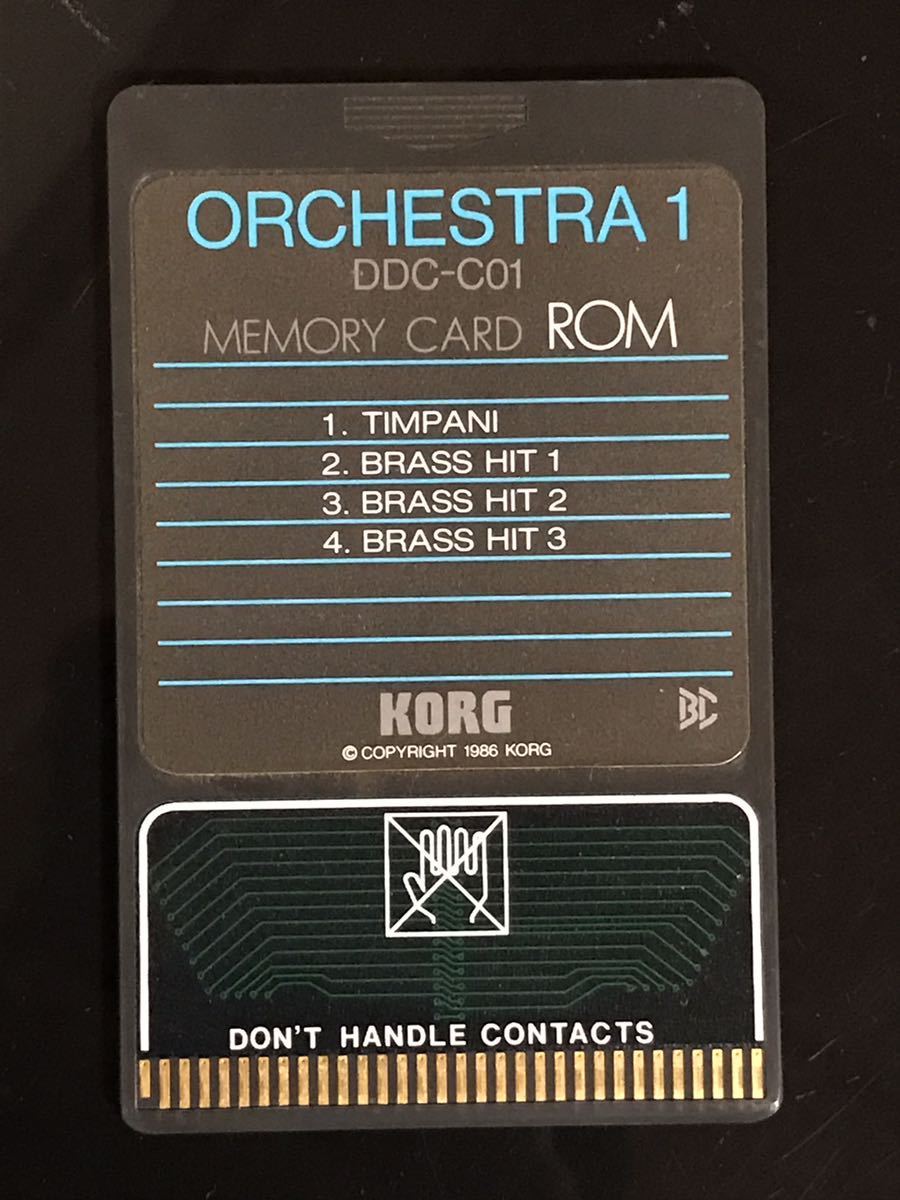 ORCHESTRA 1
DDC-C01
MEMORY CARD ROM
1. TIMPANI
2. BRASS HIT 1
3. BRASS HIT 2
4. BRASS HIT 3
KORG
BC
© COPYRIGHT 1986 KORG
DON'T HANDLE CONTACTS